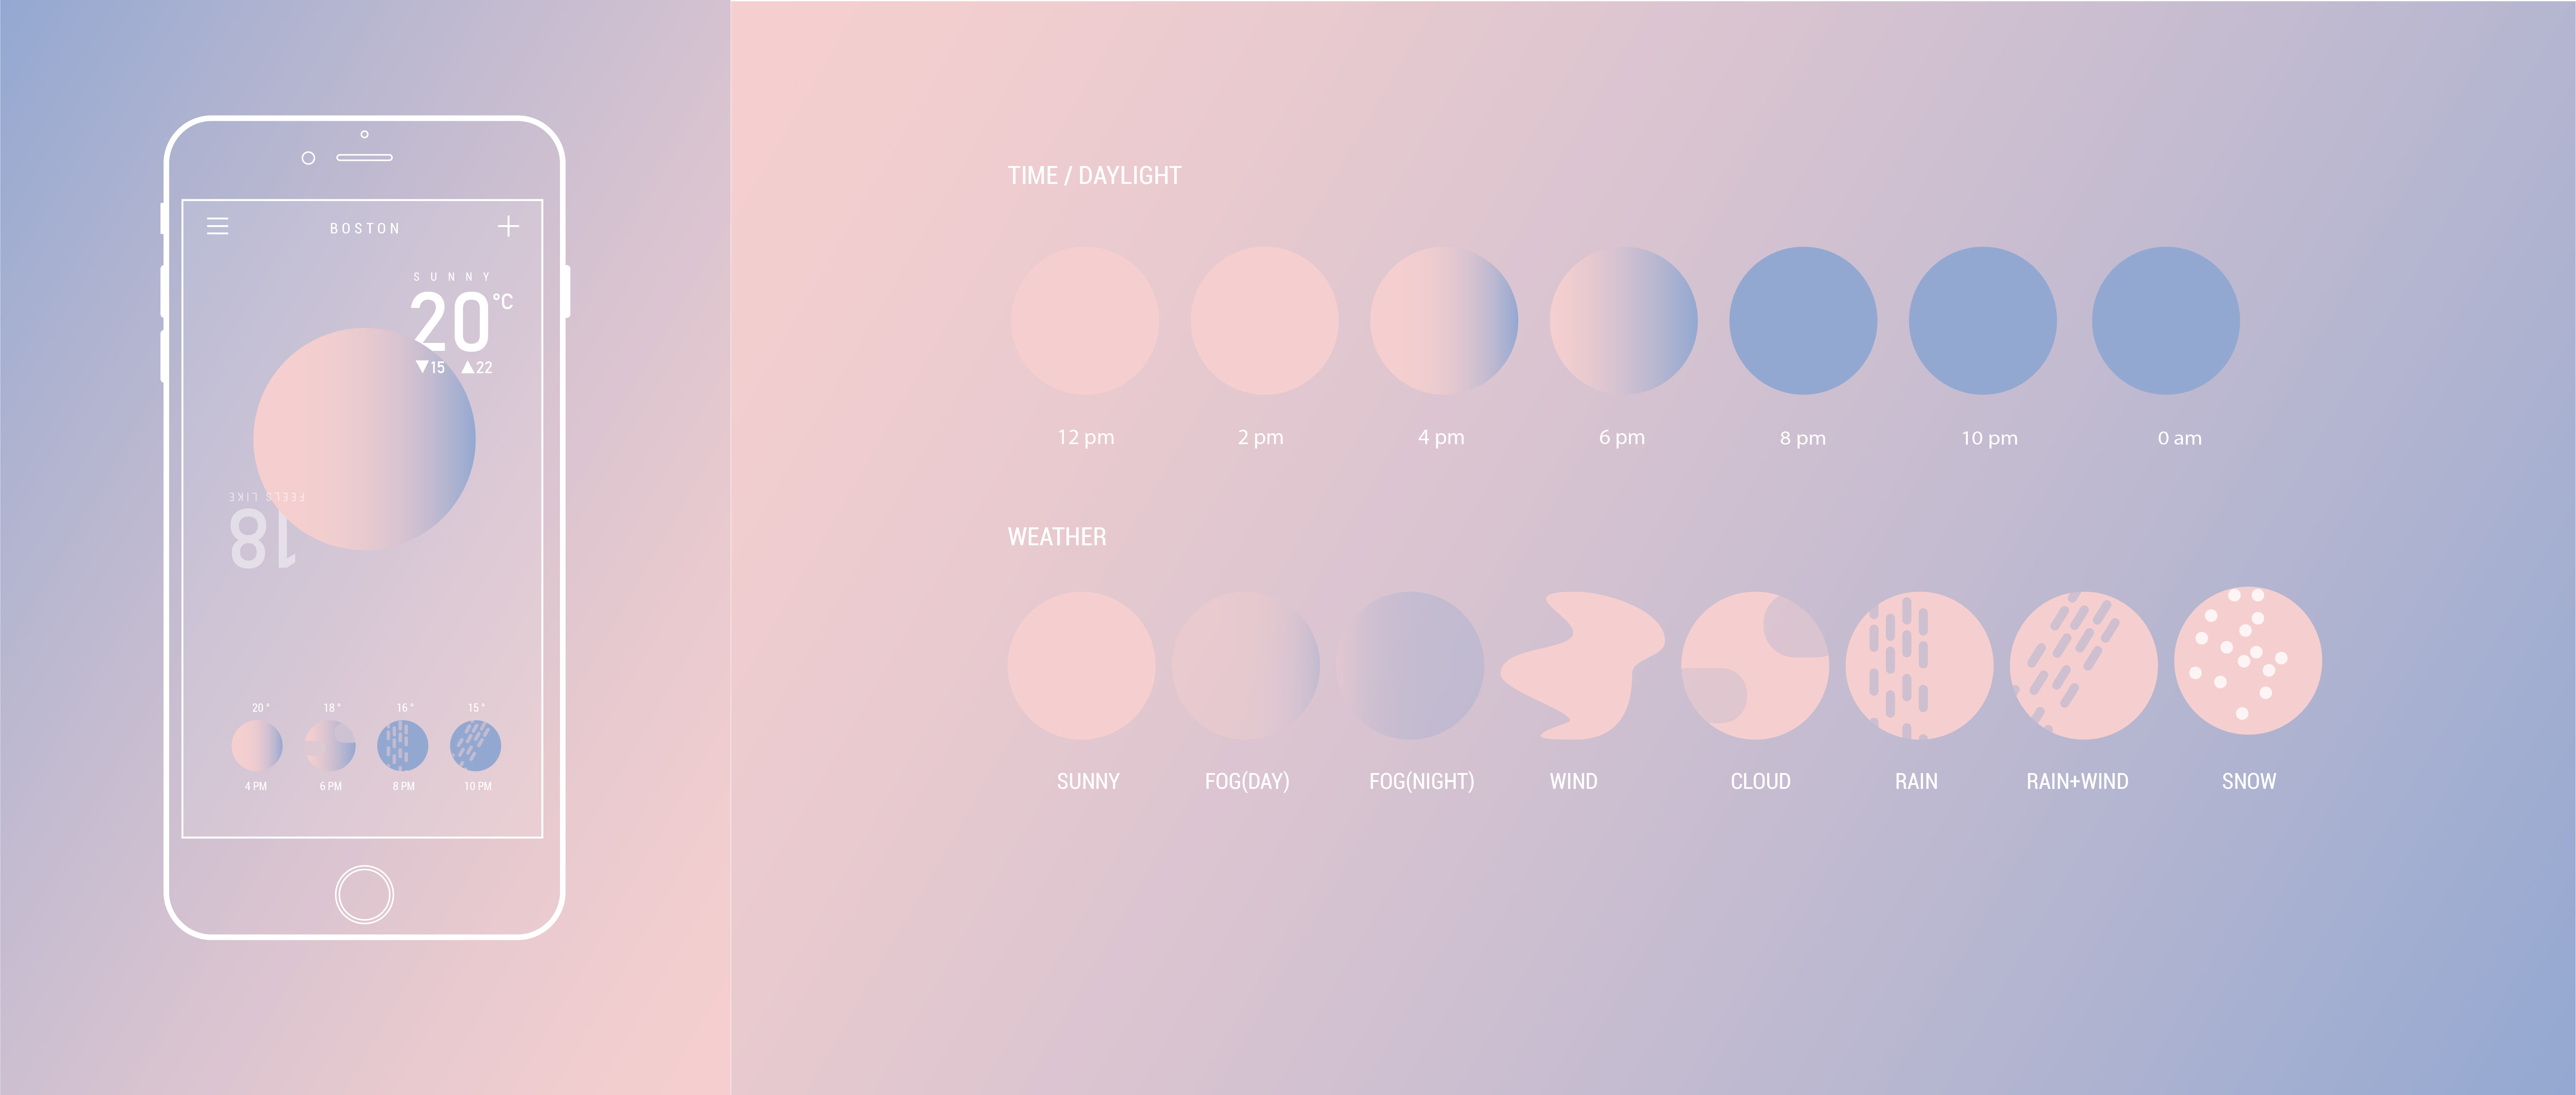 BOSTON
SUNNY
20°C
▼15 ▲22
FEELS LIKE
18
20° 18° 16° 15°
4 PM 6 PM 8 PM 10 PM
TIME / DAYLIGHT
12 pm 2 pm 4 pm 6 pm 8 pm 10 pm 0 am
WEATHER
SUNNY FOG(DAY) FOG(NIGHT) WIND CLOUD RAIN RAIN+WIND SNOW